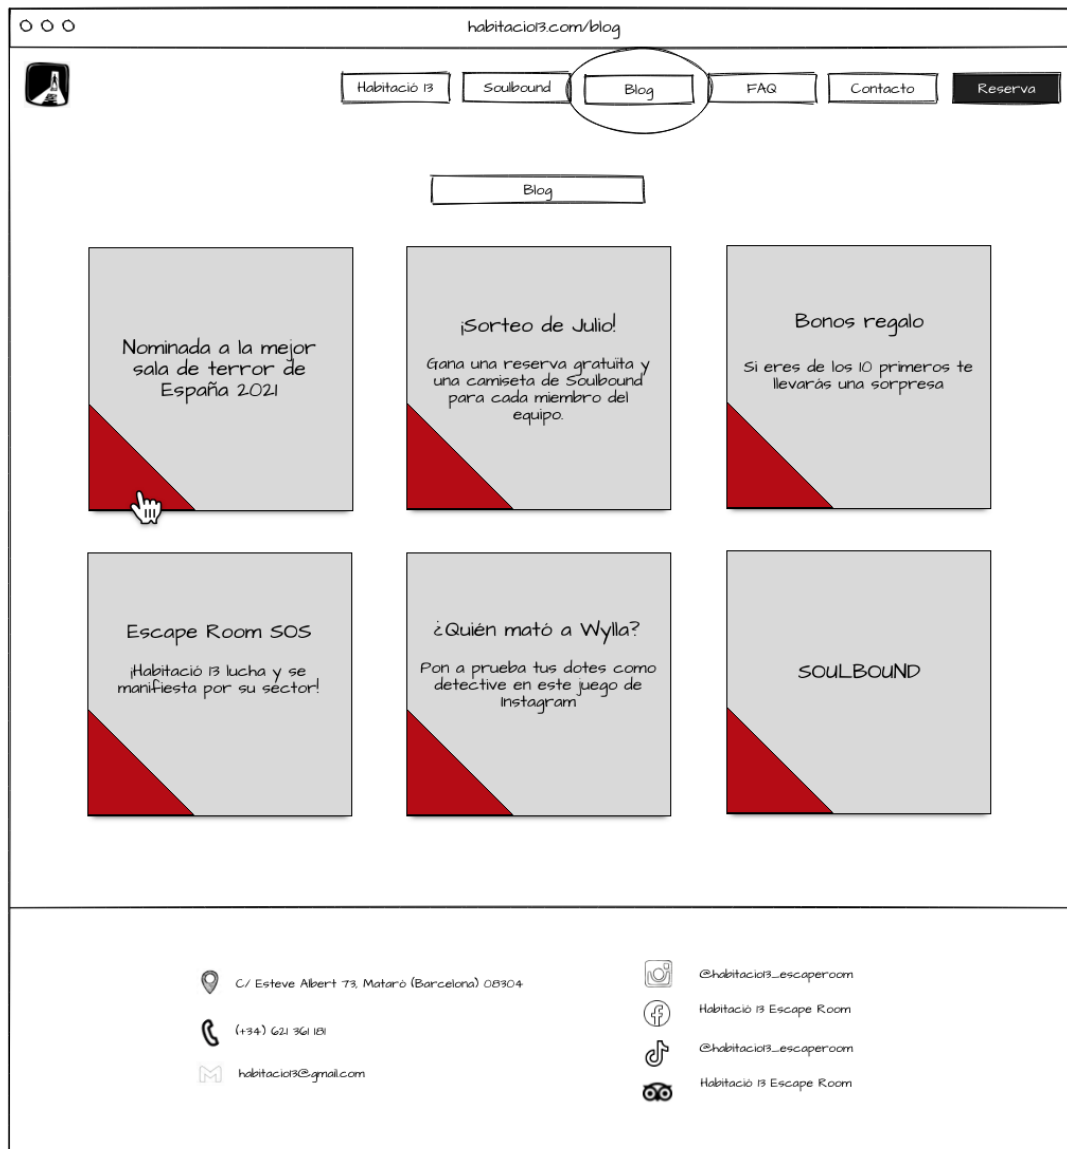 habitacio13.com/blog
Habitació 13
Soulbound
Blog
FAQ
Contacto
Reserva
Blog
Nominada a la mejor
sala de terror de
España 2021
¡Sorteo de Julio!
Gana una reserva gratuïta y
una camiseta de Soulbound
para cada miembro del
equipo.
Bonos regalo
Si eres de los 10 primeros te
llevaràs una sorpresa
Escape Room SOS
¡Habitació 13 lucha y se
manifiesta por su sector!
¿Quién mató a Wylla?
Pon a prueba tus dotes como
detective en este juego de
Instagram
SOULBOUND
C/ Esteve Albert 73, Mataró (Barcelona) 08304
(+34) 621 361 181
habitacio13@gmail.com
@habitacio13_escaperoom
Habitació 13 Escape Room
@habitacio13_escaperoom
Habitació 13 Escape Room